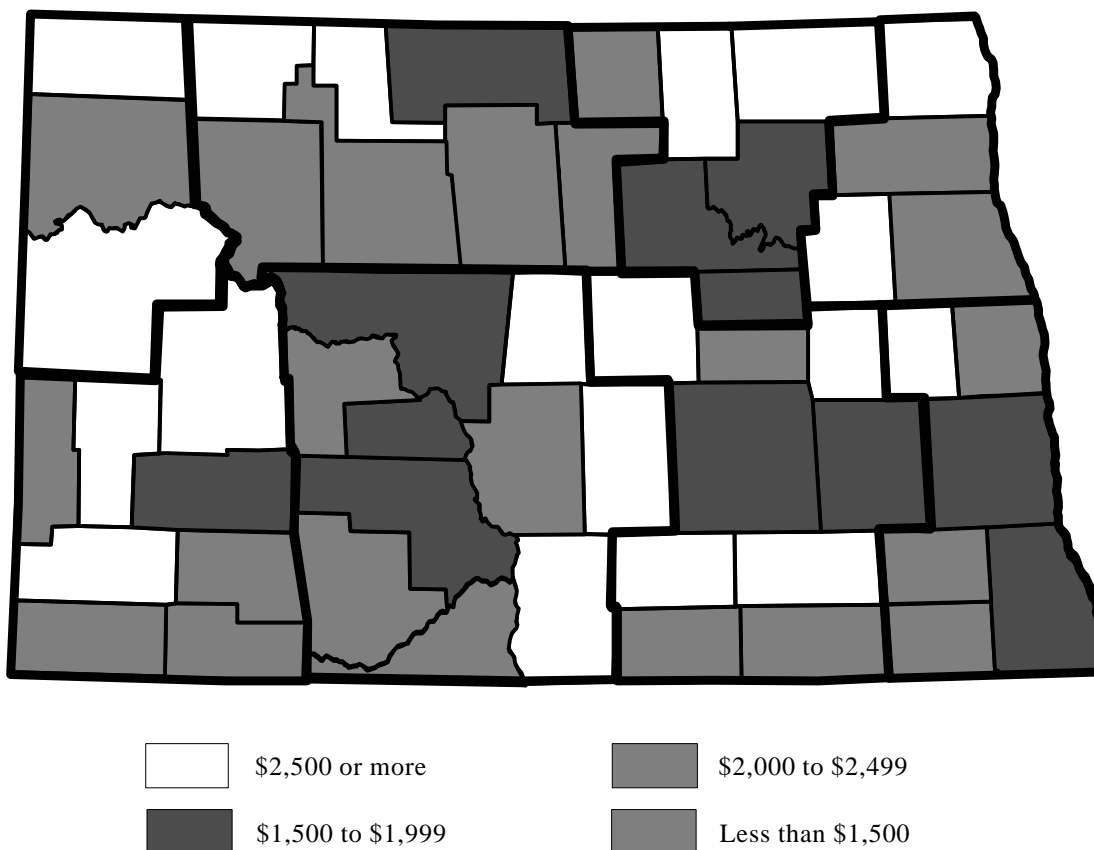 $2,500 or more
$2,000 to $2,499
$1,500 to $1,999
Less than $1,500